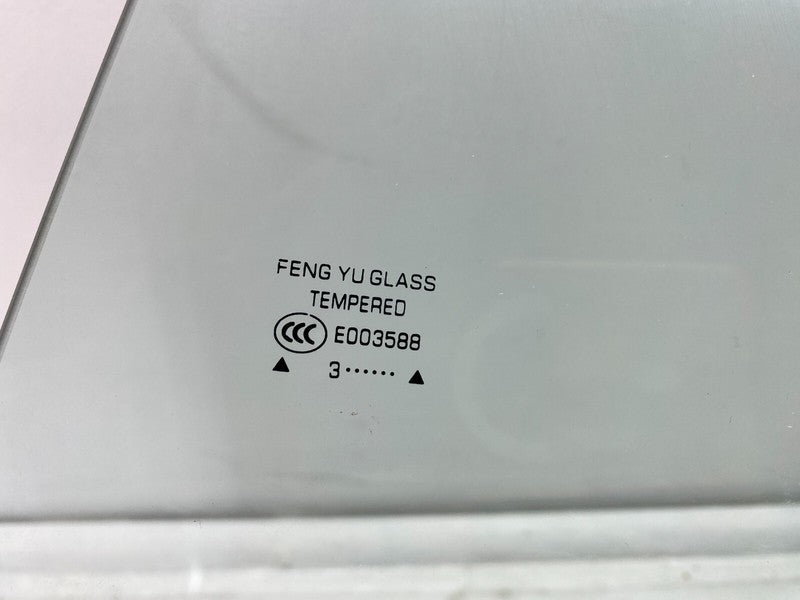 FENG YU GLASS
TEMPERED
CCC E003588
▲ 3······ ▲